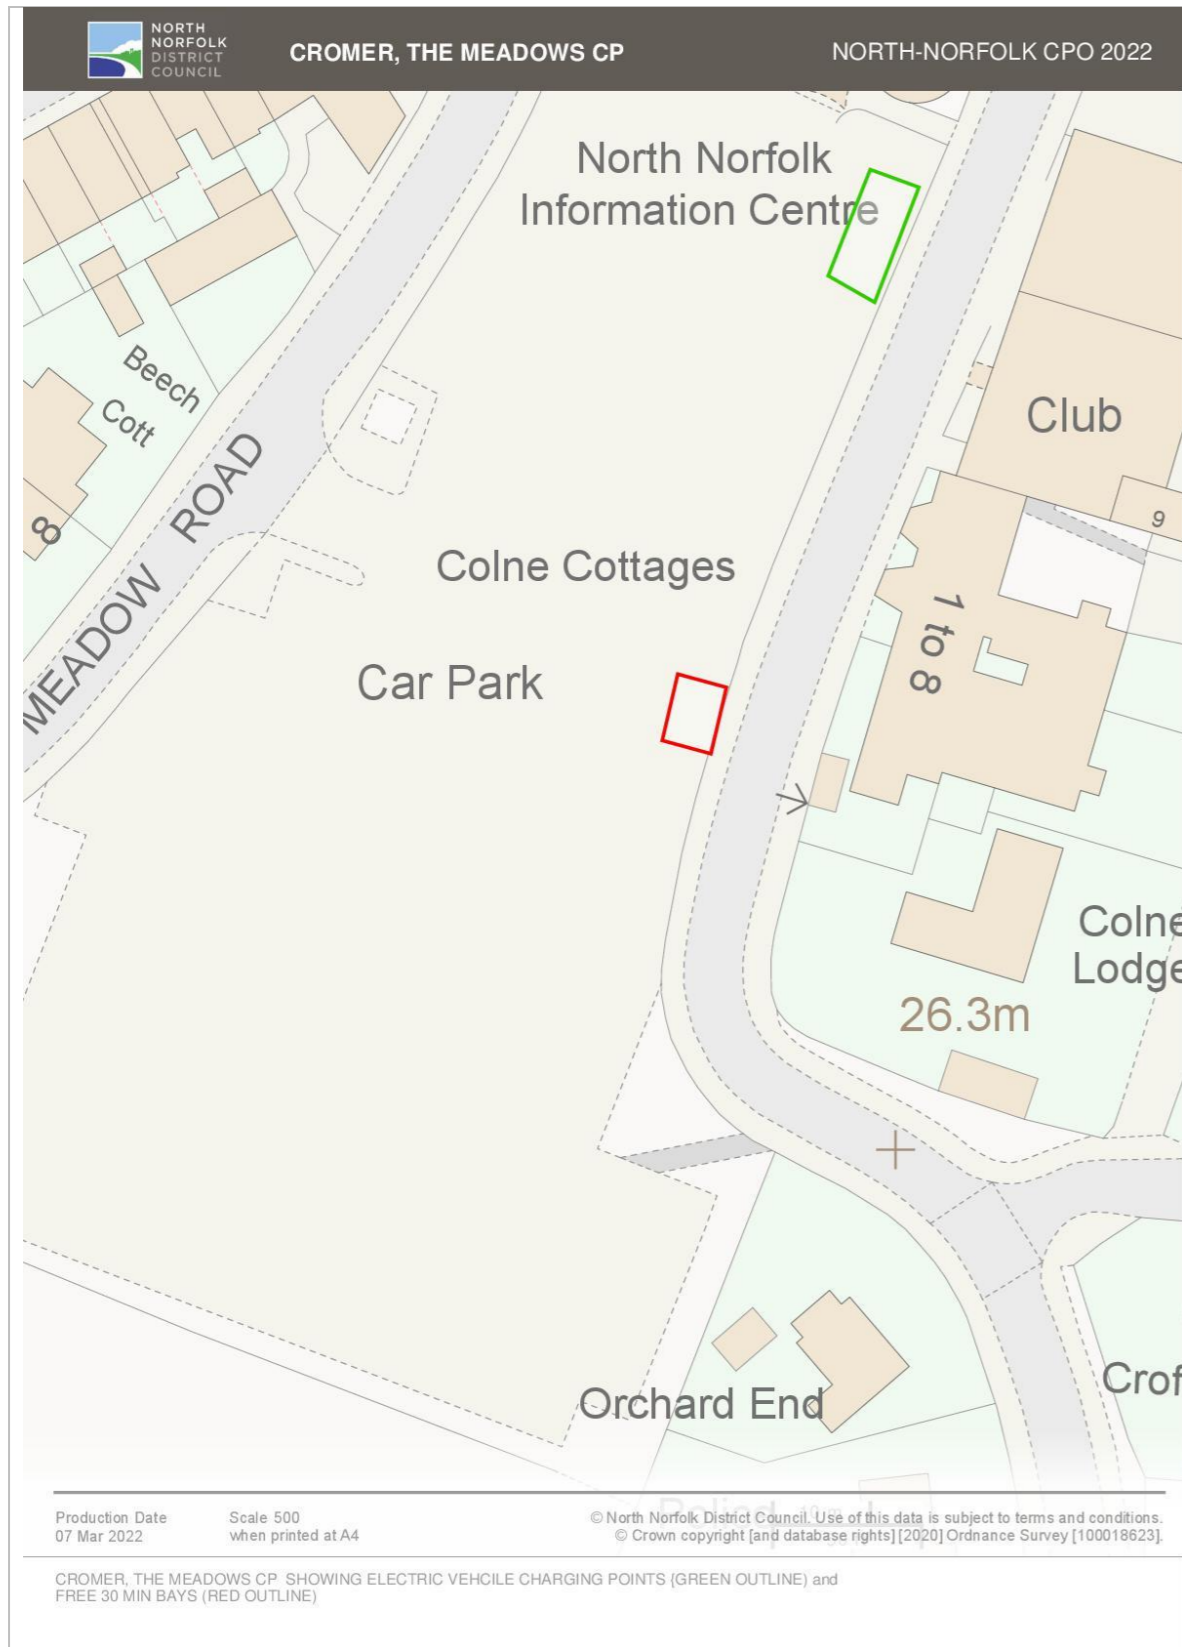 NORTH
NORFOLK
DISTRICT
COUNCIL
CROMER, THE MEADOWS CP
NORTH-NORFOLK CPO 2022
North Norfolk
Information Centre
Beech
Cott
8
MEADOW ROAD
Club
9
Colne Cottages
1 to 8
Car Park
Colne
Lodge
26.3m
Orchard End
Crof
Production Date
07 Mar 2022
Scale 500
when printed at A4
© North Norfolk District Council. Use of this data is subject to terms and conditions.
© Crown copyright [and database rights] [2020] Ordnance Survey [100018623].
CROMER, THE MEADOWS CP SHOWING ELECTRIC VEHCILE CHARGING POINTS (GREEN OUTLINE) and
FREE 30 MIN BAYS (RED OUTLINE)